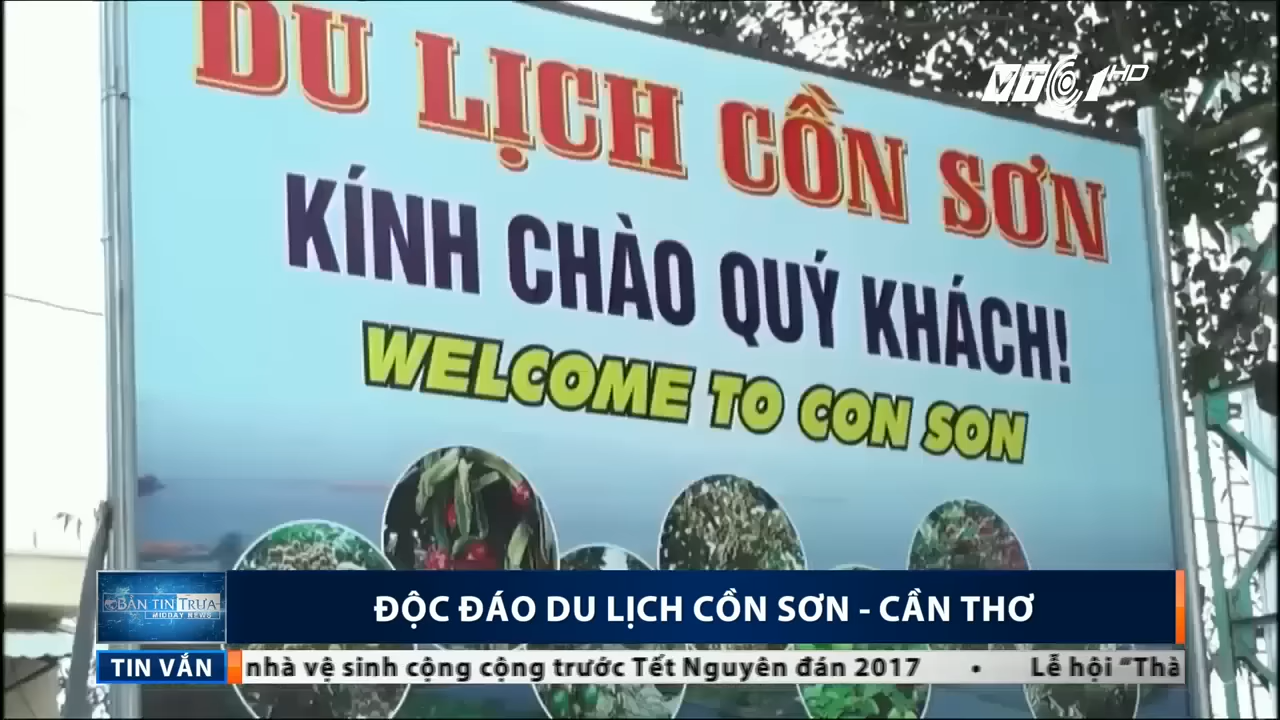 VTC1 HD
DU LỊCH CỒN SƠN
KÍNH CHÀO QUÝ KHÁCH!
WELCOME TO CON SON
BẢN TIN TRƯA
MIDDAY NEWS
ĐỘC ĐÁO DU LỊCH CỒN SƠN - CẦN THƠ
TIN VẮN
nhà vệ sinh cộng cộng trước Tết Nguyên đán 2017 • Lễ hội "Thà